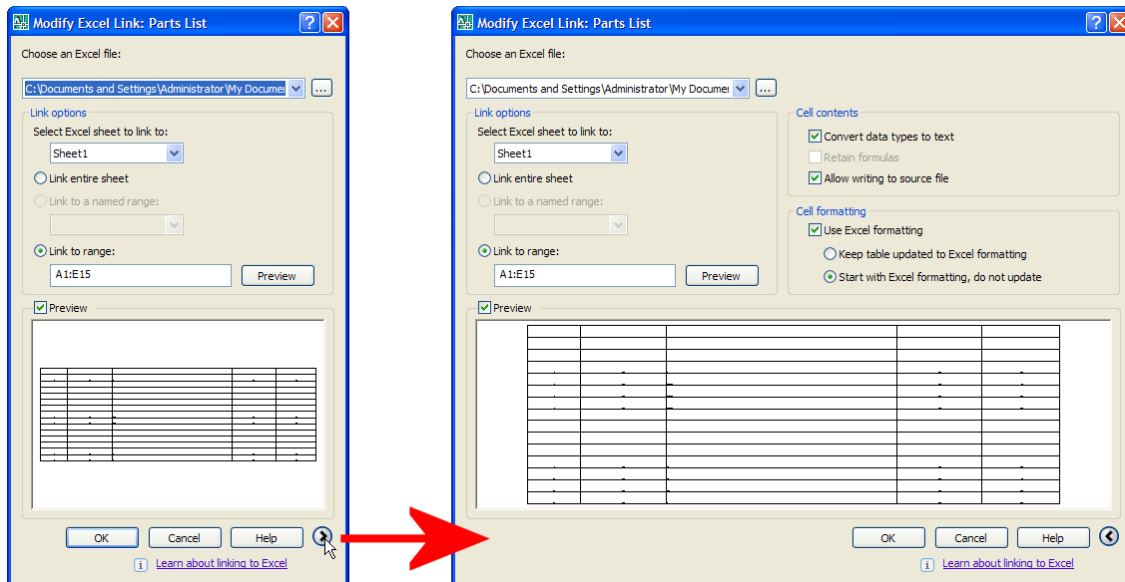 Modify Excel Link: Parts List
Choose an Excel file:
C:\Documents and Settings\Administrator\My Documer
...
Link options
Select Excel sheet to link to:
Sheet1
Link entire sheet
Link to a named range:
Link to range:
A1:E15
Preview
Preview
OK Cancel Help
Learn about linking to Excel
Modify Excel Link: Parts List
Choose an Excel file:
C:\Documents and Settings\Administrator\My Documer
...
Link options
Select Excel sheet to link to:
Sheet1
Link entire sheet
Link to a named range:
Link to range:
A1:E15
Preview
Cell contents
Convert data types to text
Retain formulas
Allow writing to source file
Cell formatting
Use Excel formatting
Keep table updated to Excel formatting
Start with Excel formatting, do not update
Preview
OK Cancel Help
Learn about linking to Excel